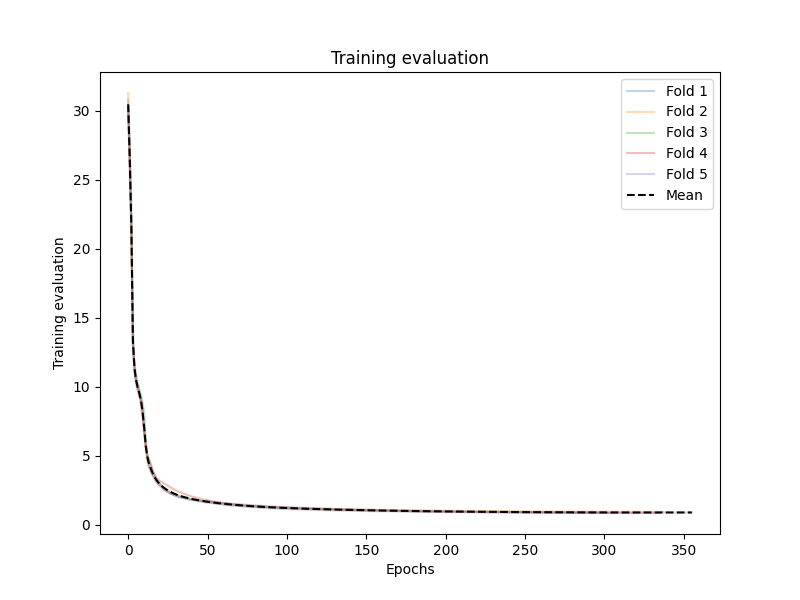 Training evaluation
30
25
20
15
10
5
0
Training evaluation
0 50 100 150 200 250 300 350
Epochs
Fold 1
Fold 2
Fold 3
Fold 4
Fold 5
Mean